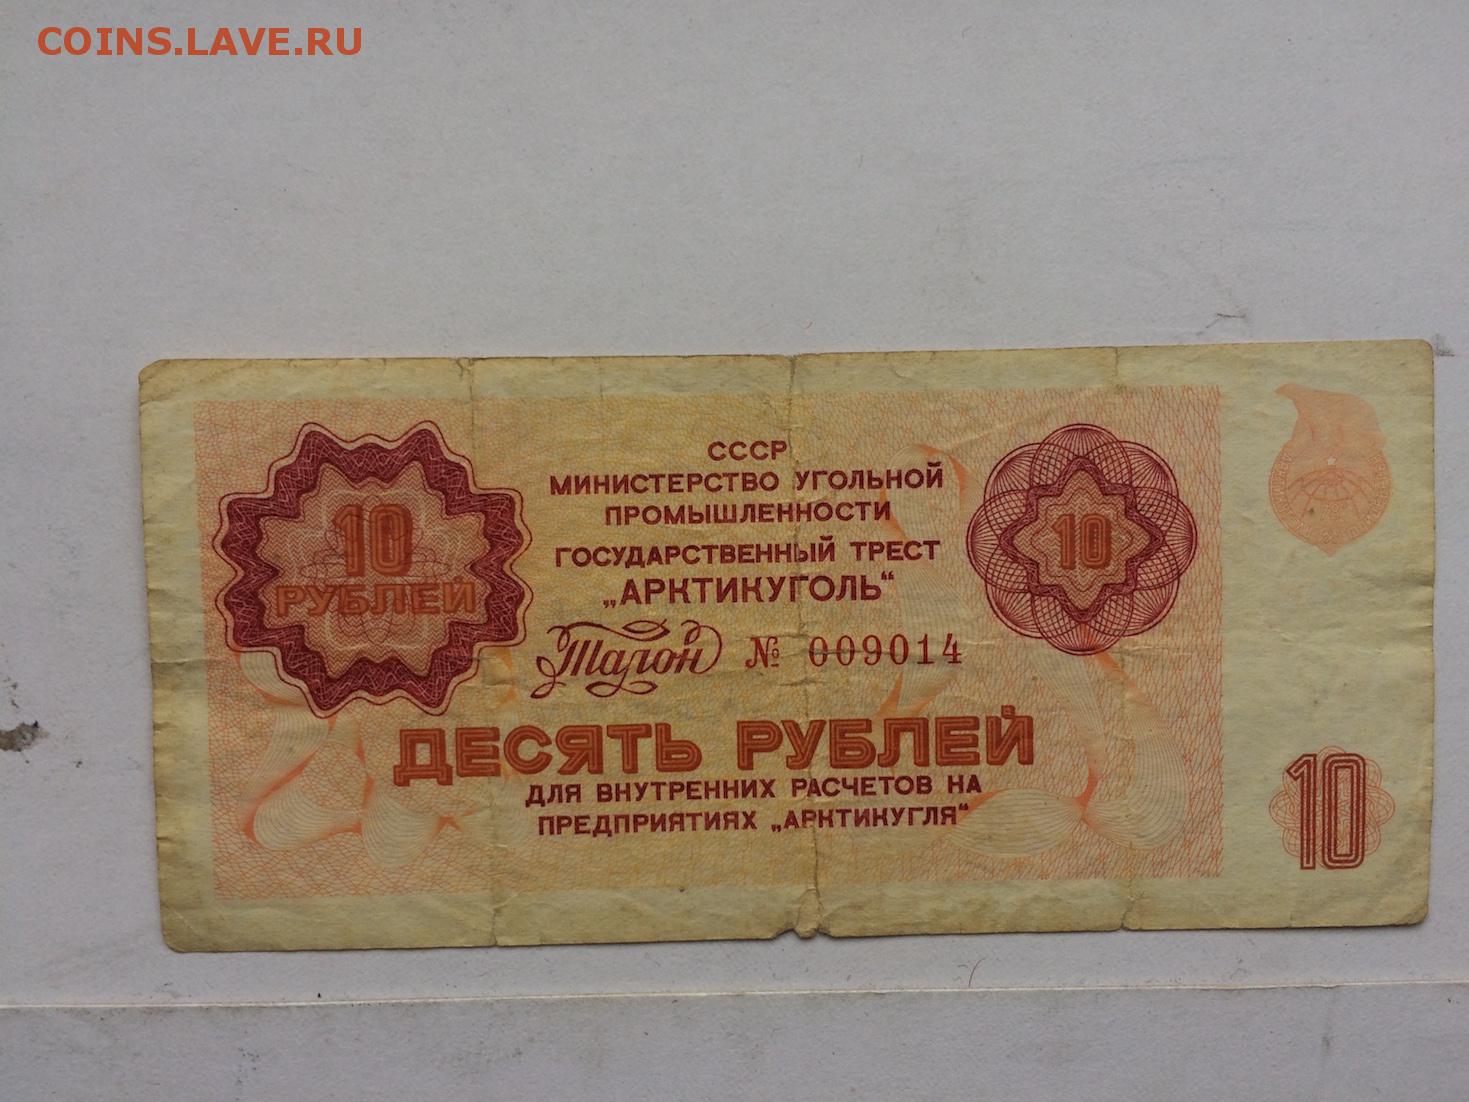 COINS.LAVE.RU
10
РУБЛЕЙ
СССР
МИНИСТЕРСТВО УГОЛЬНОЙ
ПРОМЫШЛЕННОСТИ
ГОСУДАРСТВЕННЫЙ ТРЕСТ
„АРКТИКУГОЛЬ“
Талон № 009014
10
ДЕСЯТЬ РУБЛЕЙ
ДЛЯ ВНУТРЕННИХ РАСЧЕТОВ НА
ПРЕДПРИЯТИЯХ „АРКТИКУГЛЯ“
10